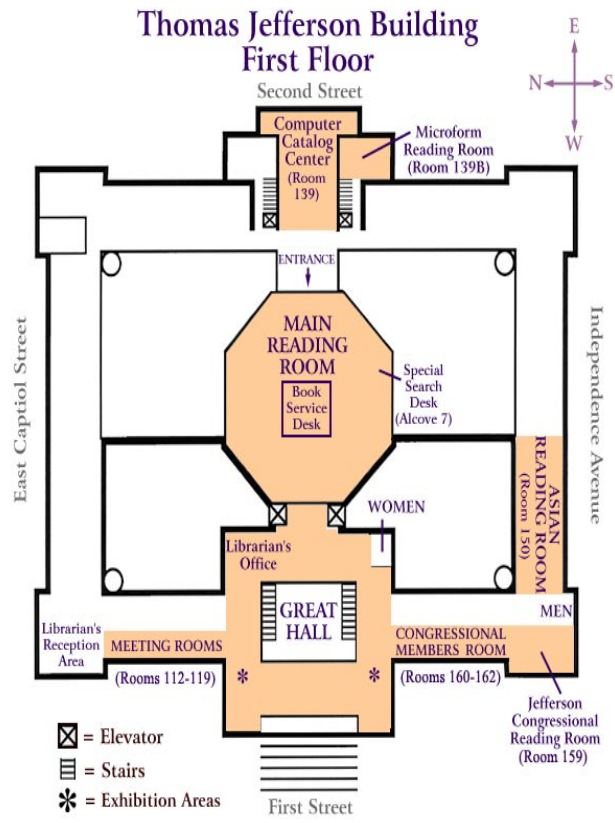 Thomas Jefferson Building
First Floor
Second Street
E
N
S
W
Computer
Catalog
Center
(Room
139)
Microform
Reading Room
(Room 139B)
ENTRANCE
MAIN
READING
ROOM
Book
Service
Desk
Special
Search
Desk
(Alcove 7)
East Captiol Street
Independence Avenue
ASIAN
READING ROOM
(Room 150)
WOMEN
Librarian's
Office
GREAT
HALL
MEN
Librarian's
Reception
Area
MEETING ROOMS
(Rooms 112-119)
CONGRESSIONAL
MEMBERS ROOM
(Rooms 160-162)
Jefferson
Congressional
Reading Room
(Room 159)
= Elevator
= Stairs
* = Exhibition Areas
First Street